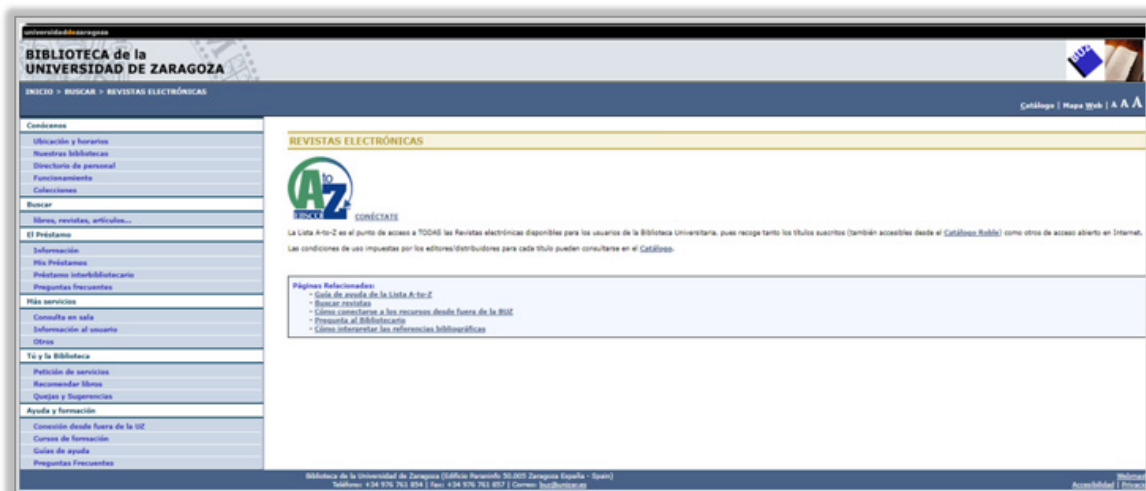 universidaddezaragoza
BIBLIOTECA de la
UNIVERSIDAD DE ZARAGOZA
BUZ
INICIO > BUSCAR > REVISTAS ELECTRÓNICAS
Catálogo | Mapa Web | A A A
Conócenos
Ubicación y horarios
Nuestras bibliotecas
Directorio de personal
Funcionamiento
Colecciones
Buscar
libros, revistas, artículos...
El Préstamo
Información
Mis Préstamos
Préstamo interbibliotecario
Preguntas frecuentes
Más servicios
Consulta en sala
Información al usuario
Otros
Tú y la Biblioteca
Petición de servicios
Recomendar libros
Quejas y Sugerencias
Ayuda y formación
Conexión desde fuera de la UZ
Cursos de formación
Guías de ayuda
Preguntas Frecuentes
REVISTAS ELECTRÓNICAS
A to Z
EBSCO
CONÉCTATE
La Lista A-to-Z es el punto de acceso a TODAS las Revistas electrónicas disponibles para los usuarios de la Biblioteca Universitaria, pues recoge tanto los títulos suscritos (también accesibles desde el Catálogo Roble) como otros de acceso abierto en Internet.
Las condiciones de uso impuestas por los editores/distribuidores para cada título pueden consultarse en el Catálogo.
Páginas Relacionadas:
- Guía de ayuda de la Lista A-to-Z
- Buscar revistas
- Cómo conectarse a los recursos desde fuera de la BUZ
- Pregunta al Bibliotecario
- Cómo interpretar las referencias bibliográficas
Biblioteca de la Universidad de Zaragoza (Edificio Paraninfo 50.005 Zaragoza España - Spain)
Teléfono: +34 976 761 854 | Fax: +34 976 761 857 | Correo: buz@unizar.es
Accesibilidad